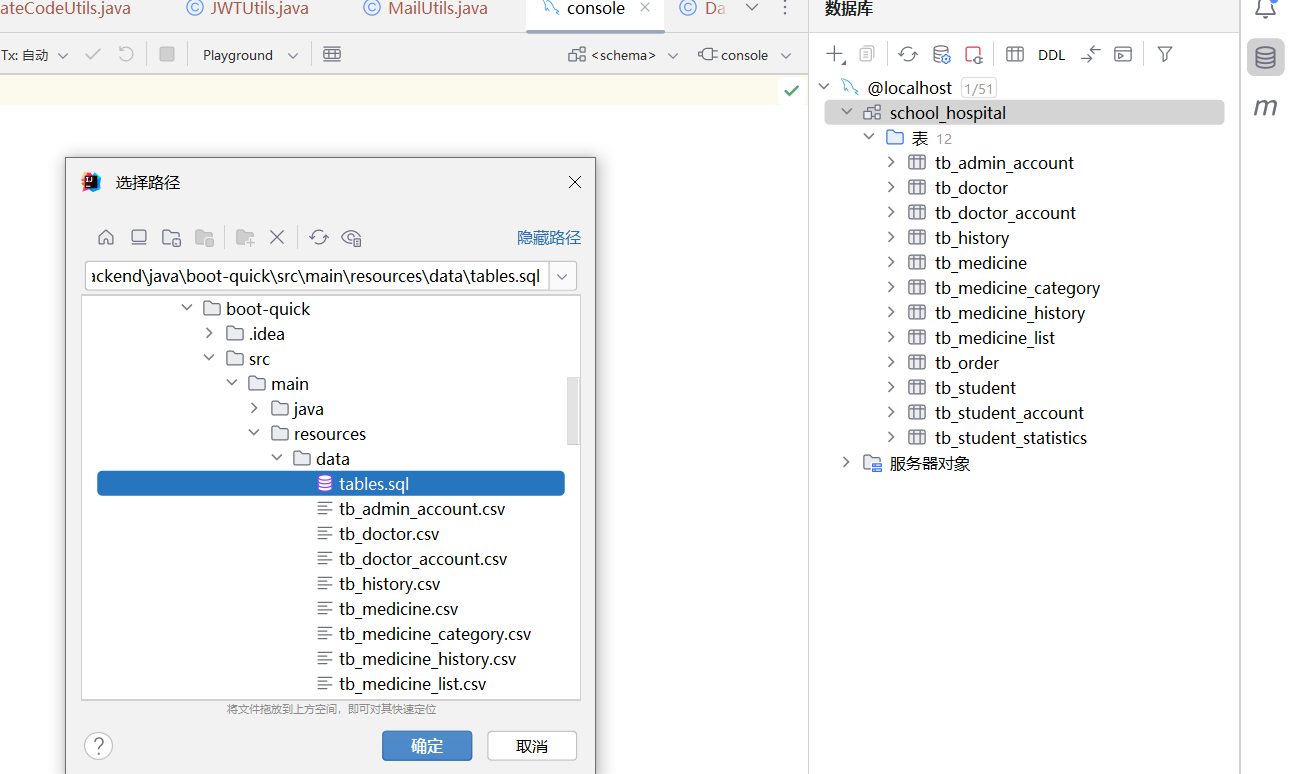 ateCodeUtils.java
JWTUtils.java
MailUtils.java
console
Da
Tx: 自动
Playground
<schema>
console
选择路径
隐藏路径
ackend\java\boot-quick\src\main\resources\data\tables.sql
boot-quick
.idea
src
main
java
resources
data
tables.sql
tb_admin_account.csv
tb_doctor.csv
tb_doctor_account.csv
tb_history.csv
tb_medicine.csv
tb_medicine_category.csv
tb_medicine_history.csv
tb_medicine_list.csv
将文件拖放到上方空间，即可对其快速定位
?
确定
取消
数据库
DDL
@localhost 1/51
school_hospital
表 12
tb_admin_account
tb_doctor
tb_doctor_account
tb_history
tb_medicine
tb_medicine_category
tb_medicine_history
tb_medicine_list
tb_order
tb_student
tb_student_account
tb_student_statistics
服务器对象
m